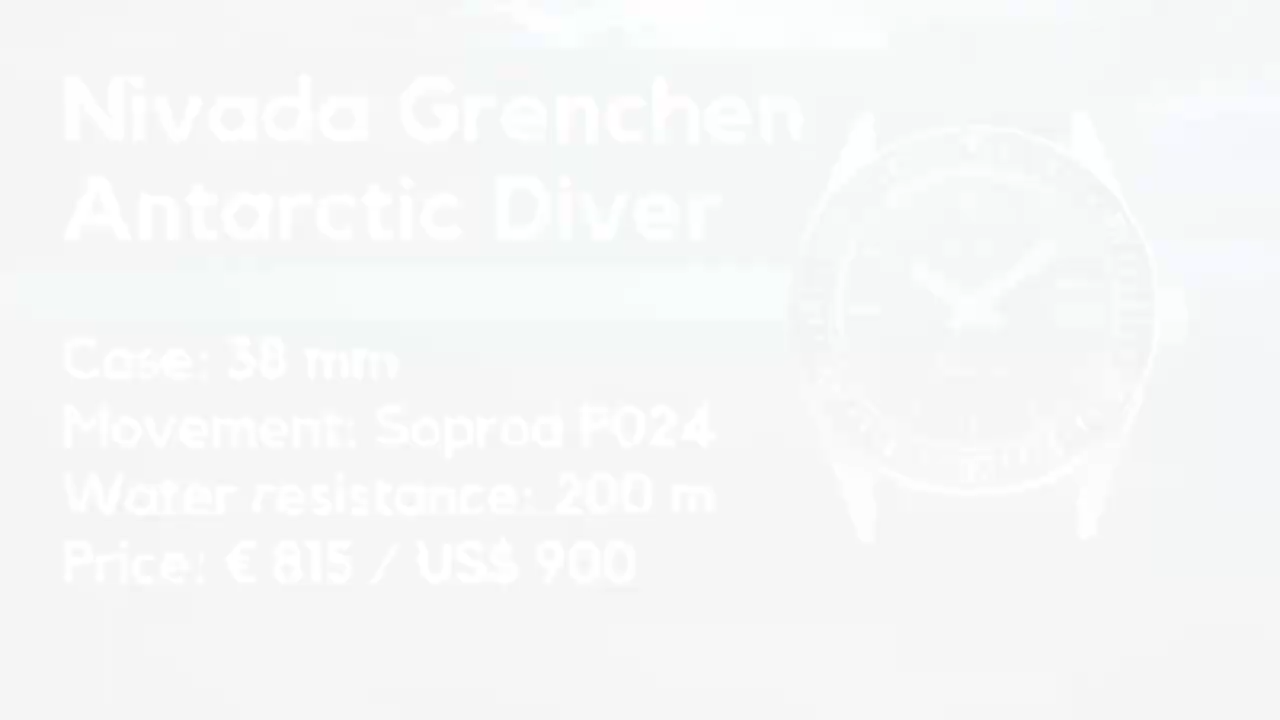 Nivada Grenchen
Antarctic Diver
Case: 38 mm
Movement: Soprod P024
Water resistance: 200 m
Price: € 815 / US$ 900